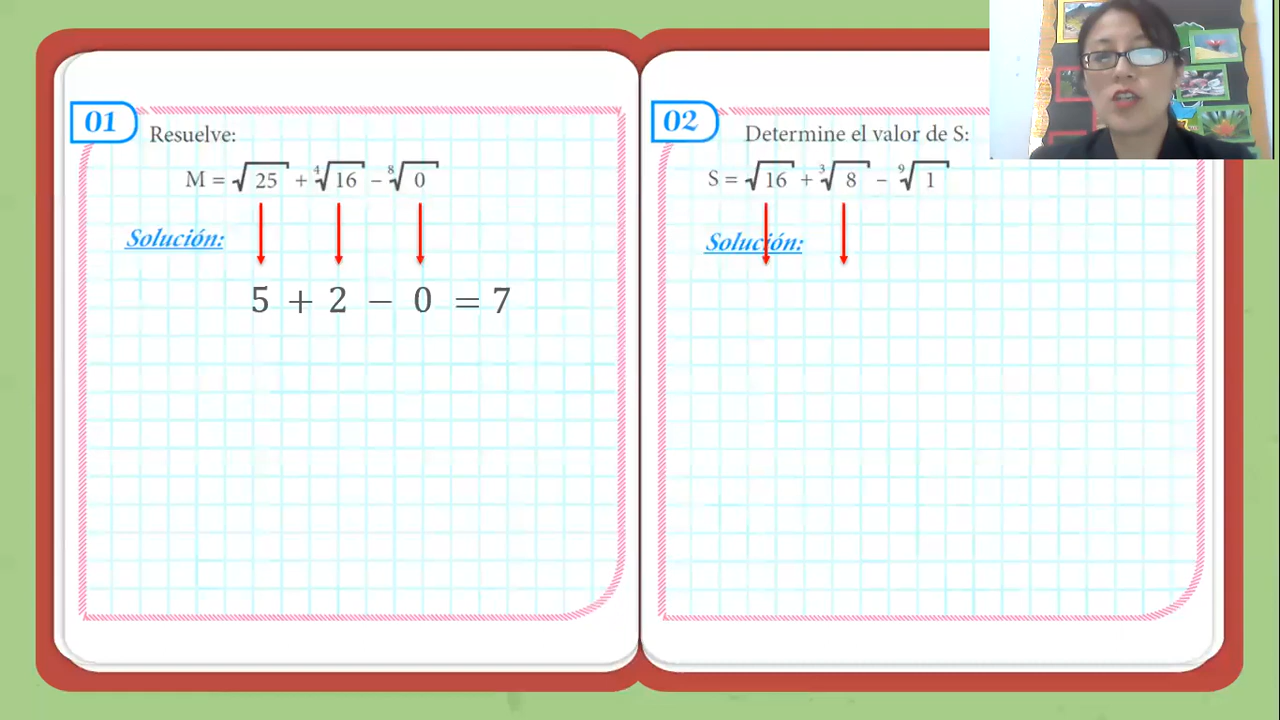 01
Resuelve:
M = √25 + ⁴√16 − ⁸√0
Solución:
5 + 2 − 0 = 7
02
Determine el valor de S:
S = √16 + ³√8 − ⁹√1
Solución: